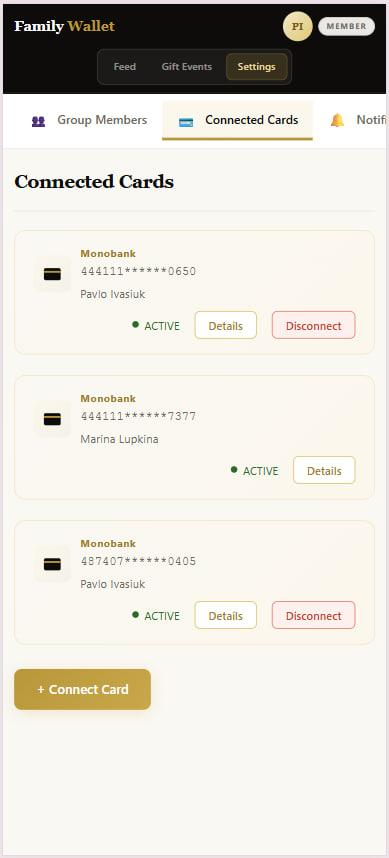 Family Wallet
PI
MEMBER
Feed Gift Events Settings
Group Members Connected Cards Notifi
Connected Cards
Monobank
444111******0650
Pavlo Ivasiuk
ACTIVE Details Disconnect
Monobank
444111******7377
Marina Lupkina
ACTIVE Details
Monobank
487407******0405
Pavlo Ivasiuk
ACTIVE Details Disconnect
+ Connect Card